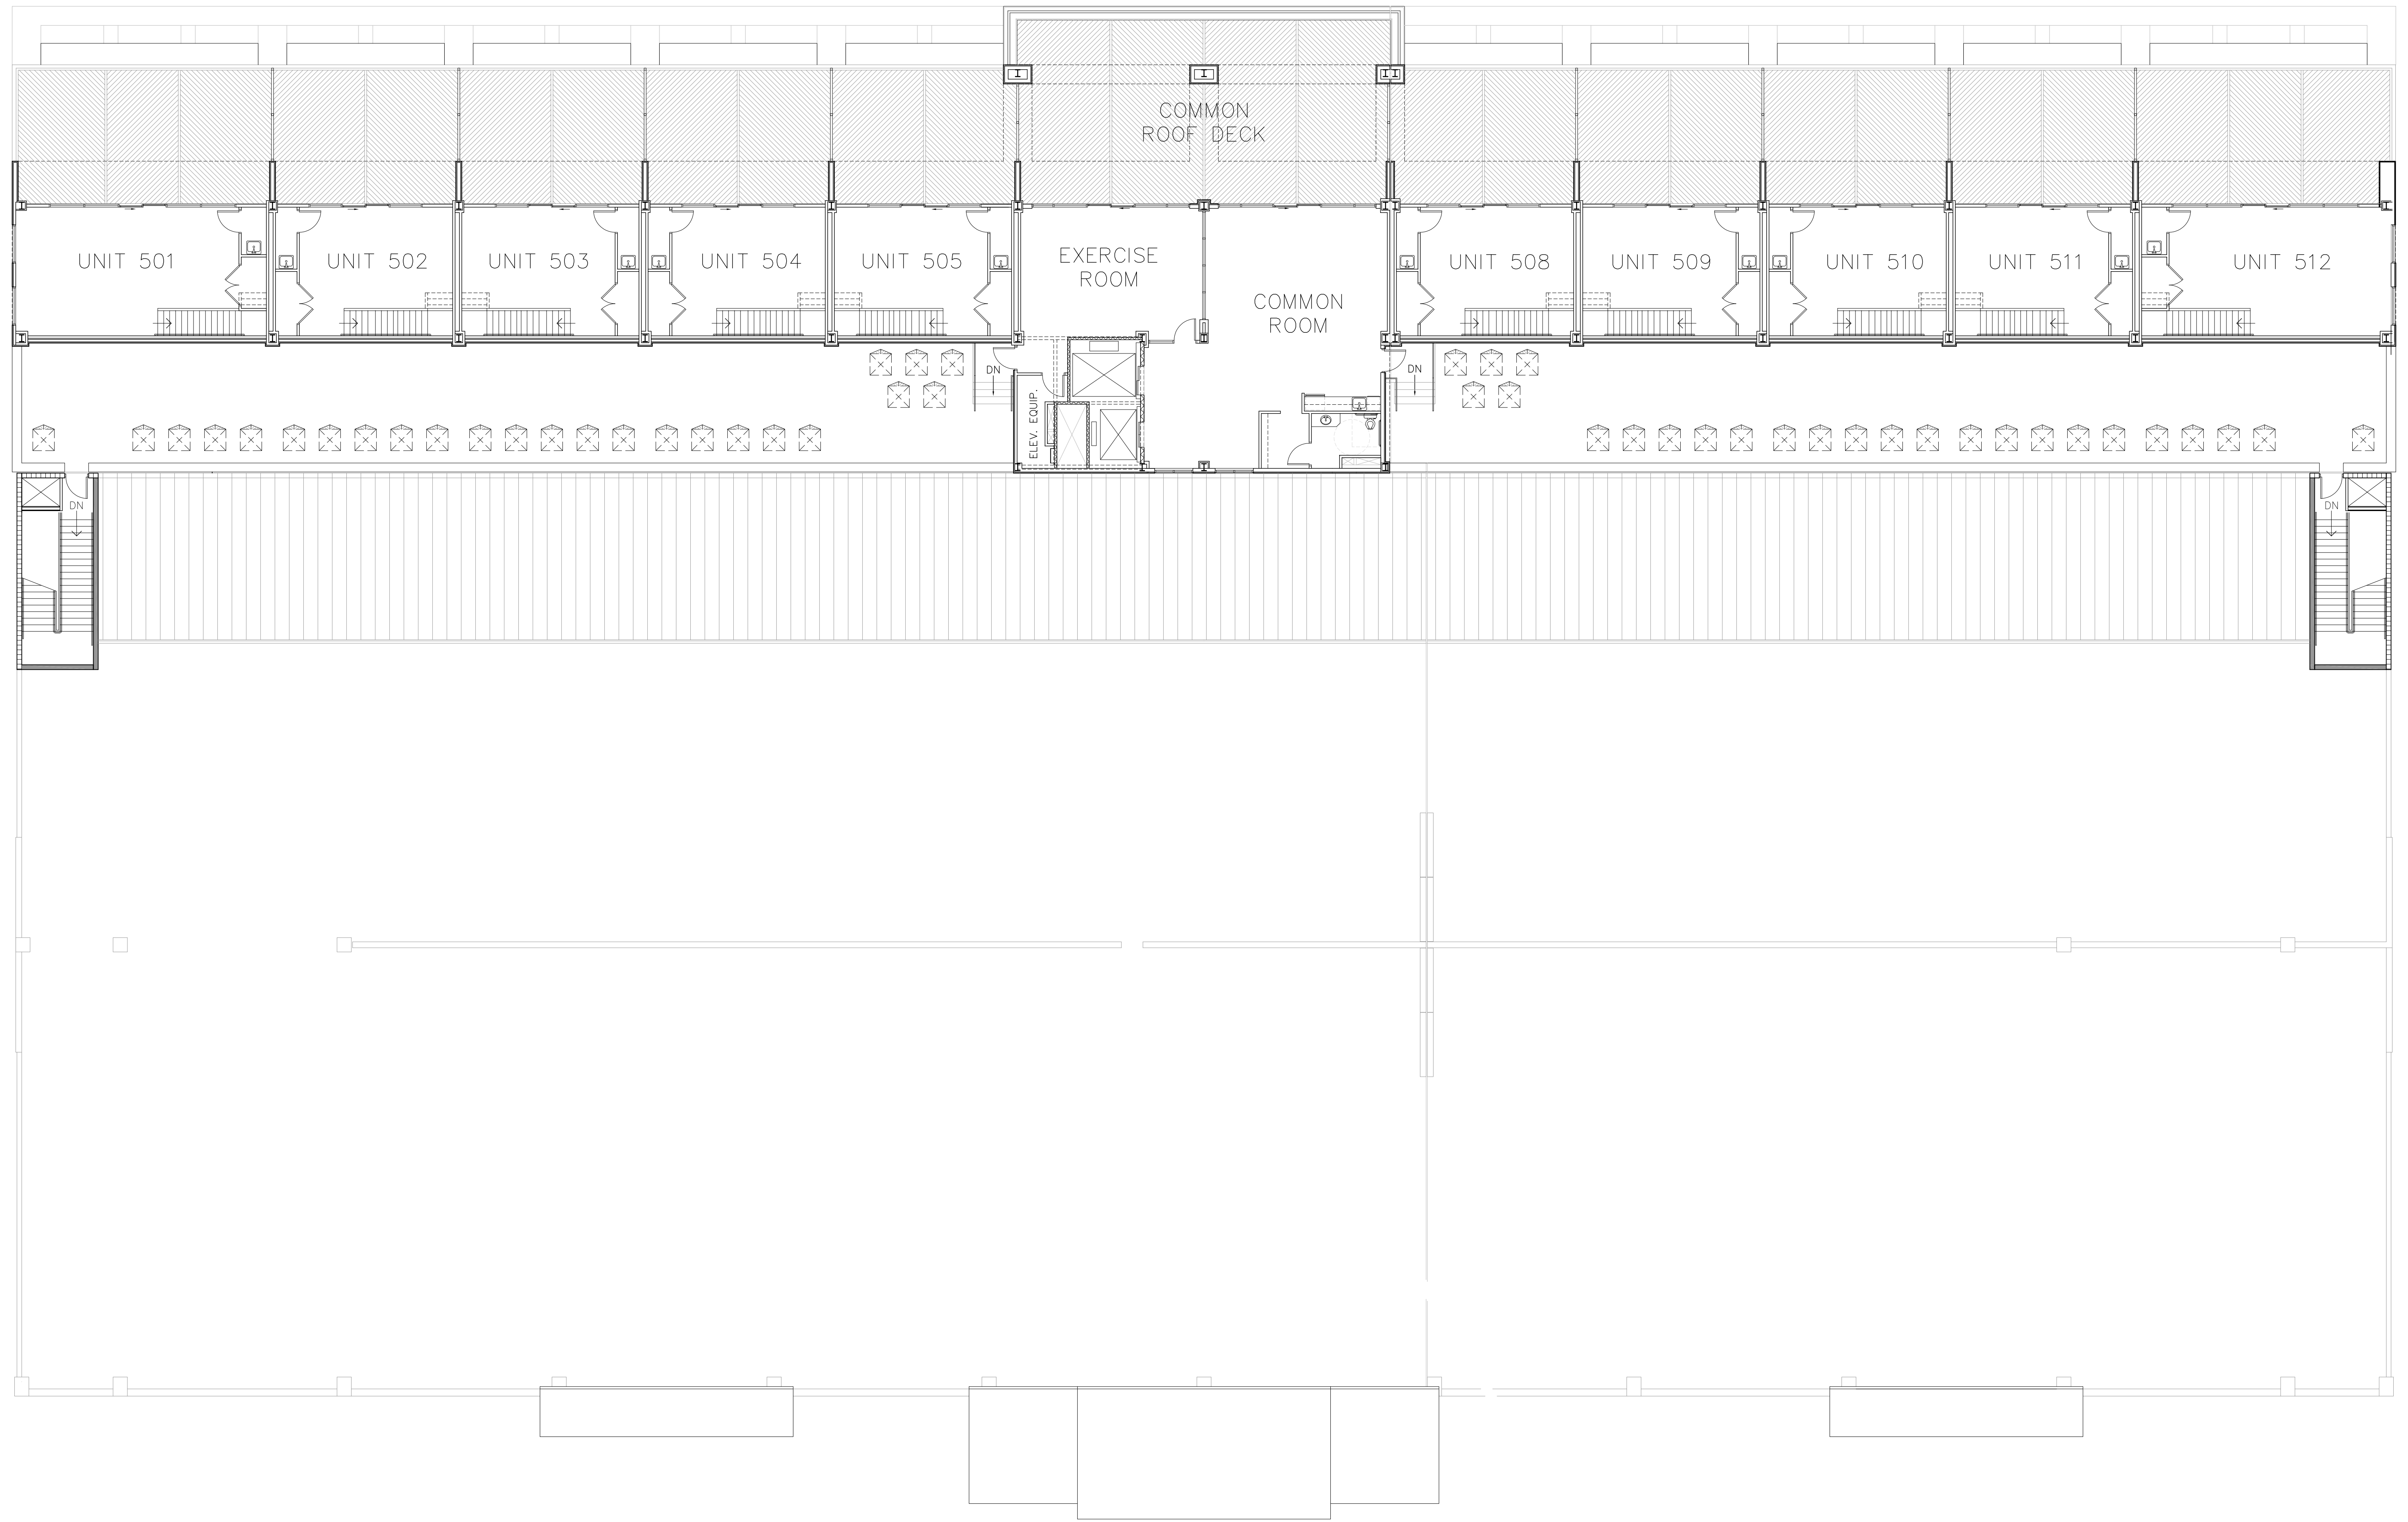 COMMON
ROOF DECK
UNIT 501
UNIT 502
UNIT 503
UNIT 504
UNIT 505
EXERCISE
ROOM
COMMON
ROOM
UNIT 508
UNIT 509
UNIT 510
UNIT 511
UNIT 512
DN
DN
ELEV. EQUIP.
DN
DN